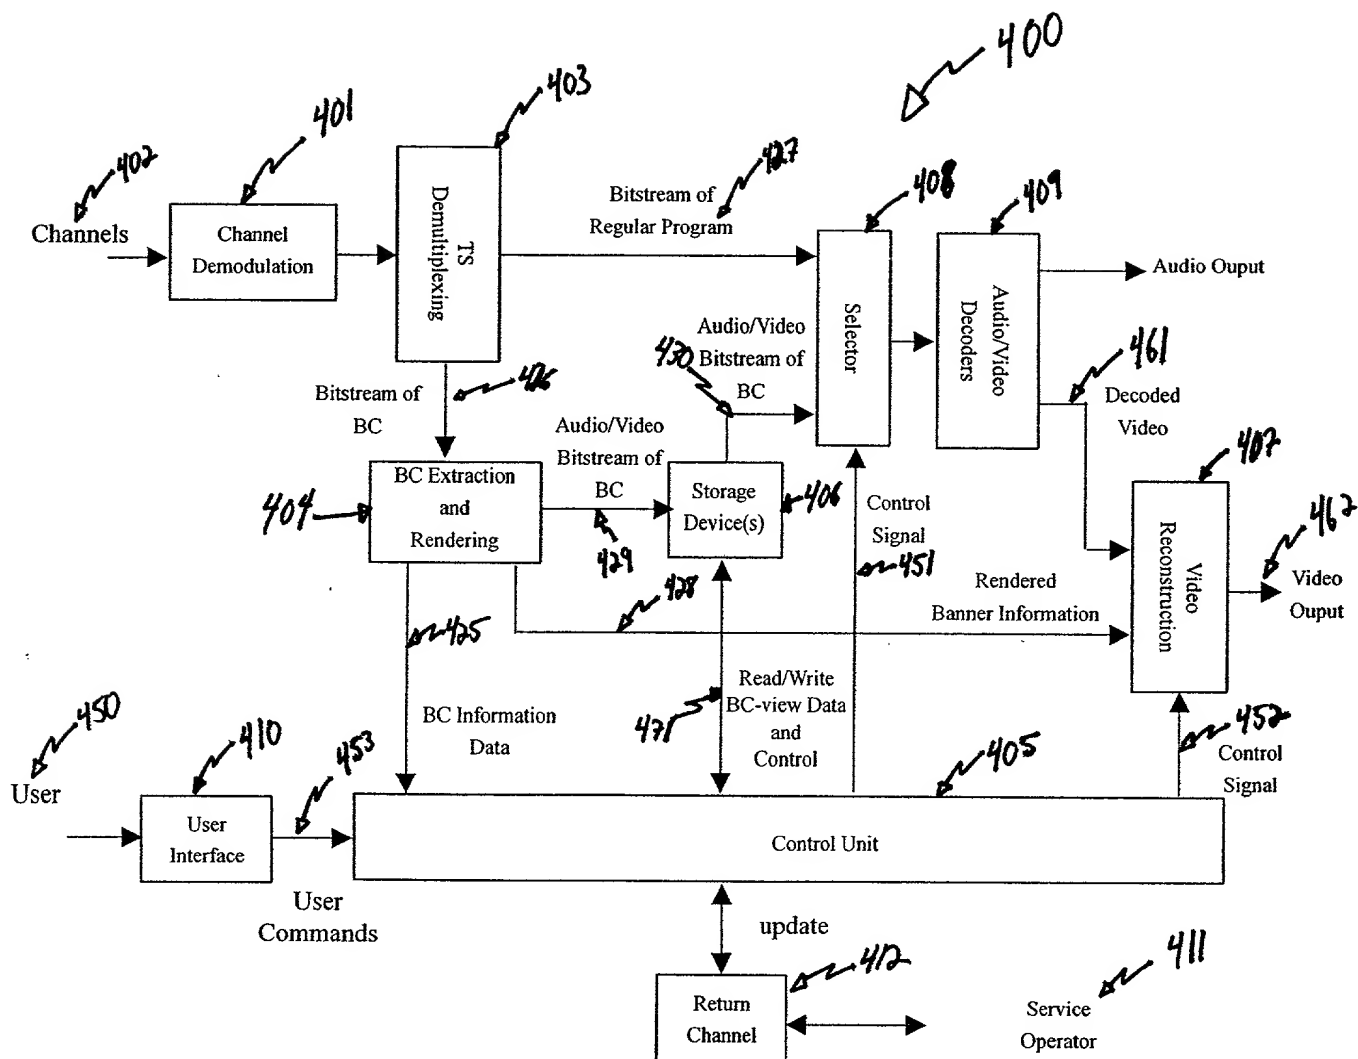 400
403
401
402
427
408
409
Channels
Channel
Demodulation
TS
Demultiplexing
Bitstream of
Regular Program
Selector
Audio/Video
Decoders
Audio Ouput
430
Audio/Video
Bitstream of
BC
461
Decoded
Video
Bitstream of
BC
426
Audio/Video
Bitstream of
BC
407
404
BC Extraction
and
Rendering
Storage
Device(s)
406
Control
Signal
451
Video
Reconstruction
462
Video
Ouput
429
428
Rendered
Banner Information
425
Read/Write
BC-view Data
and
Control
471
BC Information
Data
450
410
453
405
452
Control
Signal
User
User
Interface
Control Unit
User
Commands
update
412
411
Return
Channel
Service
Operator